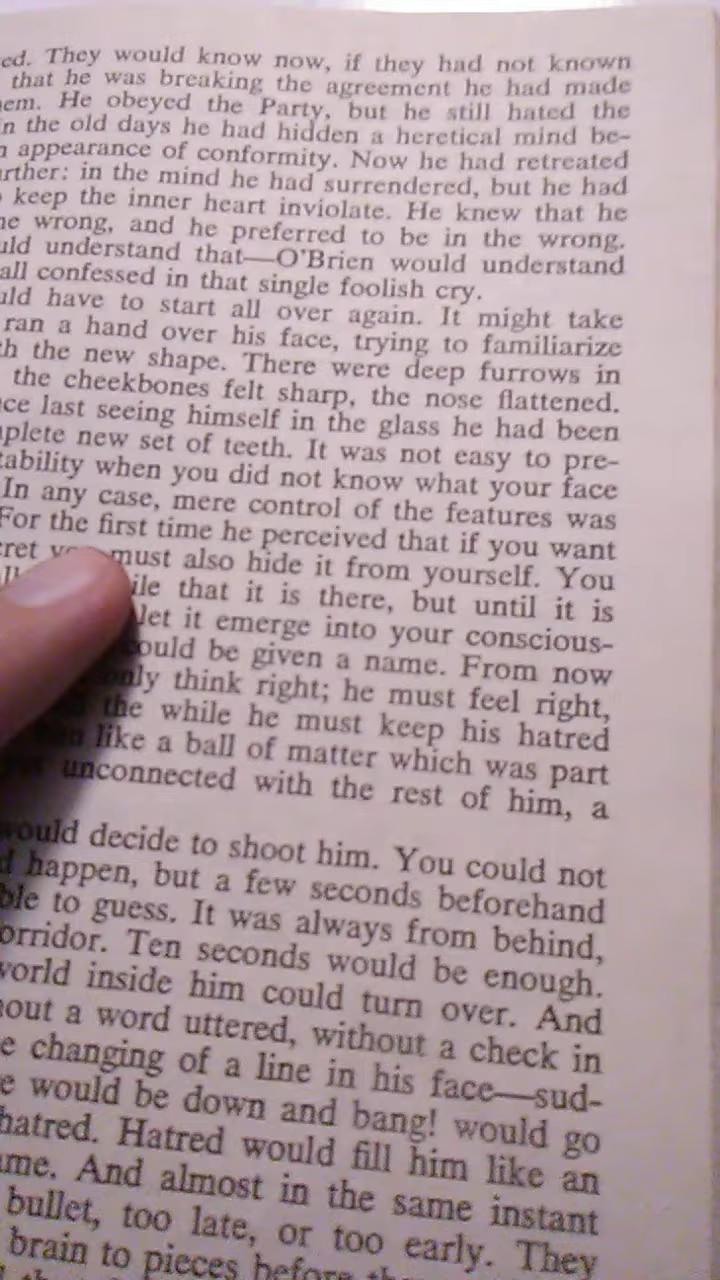 ed. They would know now, if they had not known
that he was breaking the agreement he had made
em. He obeyed the Party, but he still hated the
n the old days he had hidden a heretical mind be-
appearance of conformity. Now he had retreated
rther: in the mind he had surrendered, but he had
keep the inner heart inviolate. He knew that he
he wrong, and he preferred to be in the wrong.
uld understand that—O'Brien would understand
all confessed in that single foolish cry.
uld have to start all over again. It might take
ran a hand over his face, trying to familiarize
h the new shape. There were deep furrows in
the cheekbones felt sharp, the nose flattened.
ce last seeing himself in the glass he had been
plete new set of teeth. It was not easy to pre-
tability when you did not know what your face
In any case, mere control of the features was
For the first time he perceived that if you want
cret must also hide it from yourself. You
ile that it is there, but until it is
let it emerge into your conscious-
ould be given a name. From now
only think right; he must feel right,
the while he must keep his hatred
like a ball of matter which was part
unconnected with the rest of him, a
would decide to shoot him. You could not
d happen, but a few seconds beforehand
ble to guess. It was always from behind,
orridor. Ten seconds would be enough.
world inside him could turn over. And
hout a word uttered, without a check in
e changing of a line in his face—sud-
e would be down and bang! would go
hatred. Hatred would fill him like an
me. And almost in the same instant
bullet, too late, or too early. They
brain to pieces before